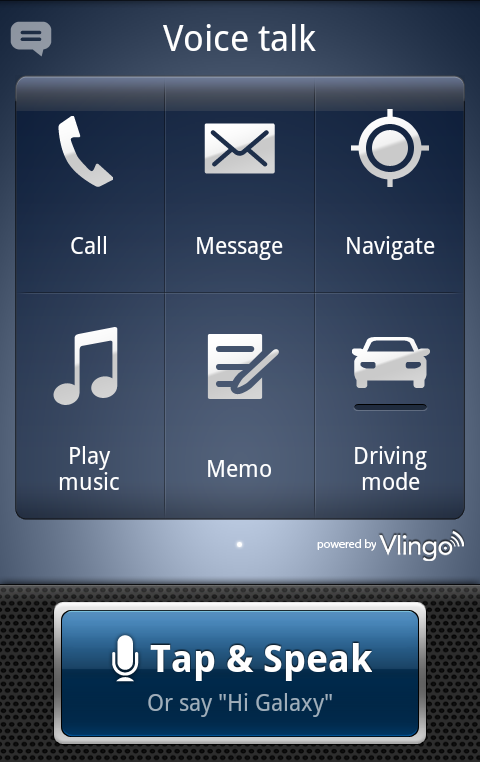 Voice talk
Call
Message
Navigate
Play
music
Memo
Driving
mode
powered by Vlingo
Tap & Speak
Or say "Hi Galaxy"